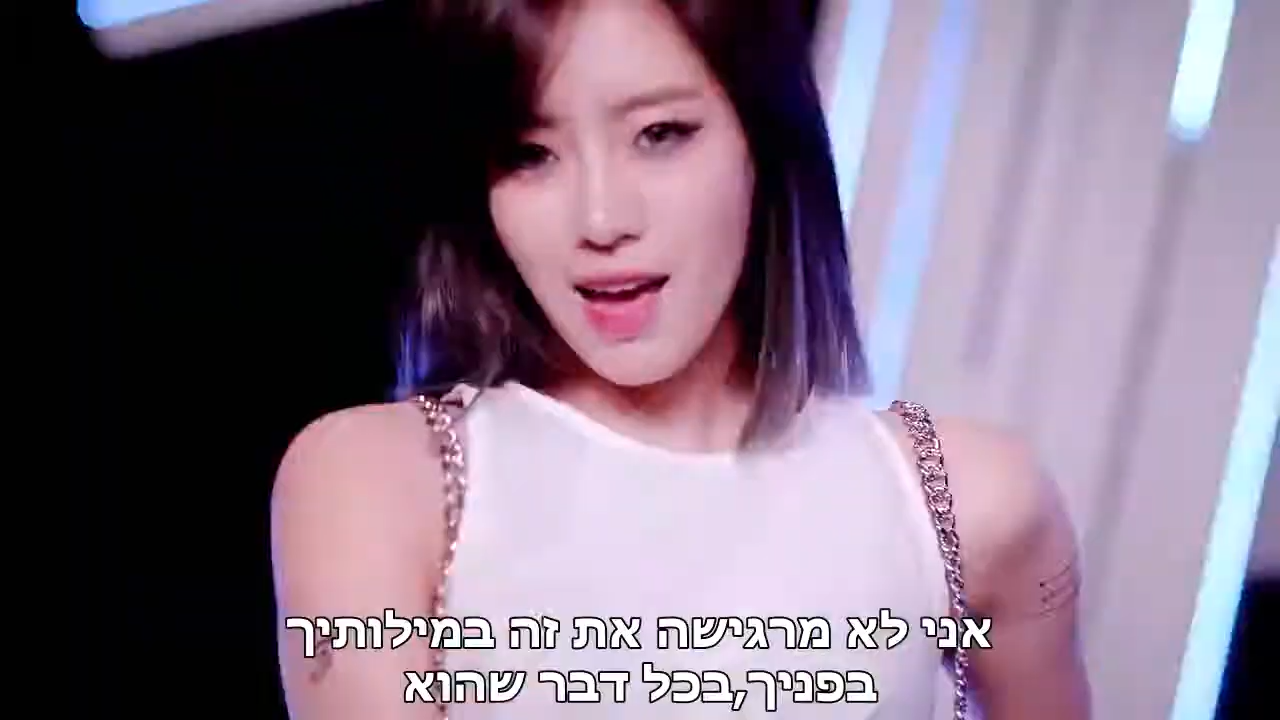 אני לא מרגישה את זה במילותיך
בפניך,בכל דבר שהוא